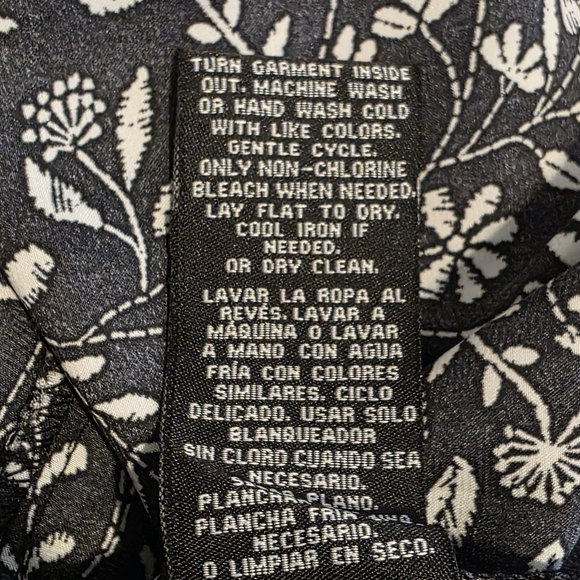 TURN GARMENT INSIDE
OUT. MACHINE WASH
OR HAND WASH COLD
WITH LIKE COLORS.
GENTLE CYCLE.
ONLY NON-CHLORINE
BLEACH WHEN NEEDED.
LAY FLAT TO DRY.
COOL IRON IF
NEEDED.
OR DRY CLEAN.
LAVAR LA ROPA AL
REVÉS. LAVAR A
MÁQUINA O LAVAR
A MANO CON AGUA
FRÍA CON COLORES
SIMILARES. CICLO
DELICADO. USAR SOLO
BLANQUEADOR
SIN CLORO CUANDO SEA
NECESARIO.
PLANCHA PLANO.
PLANCHA FRÍA
NECESARIO.
O LIMPIAR EN SECO.